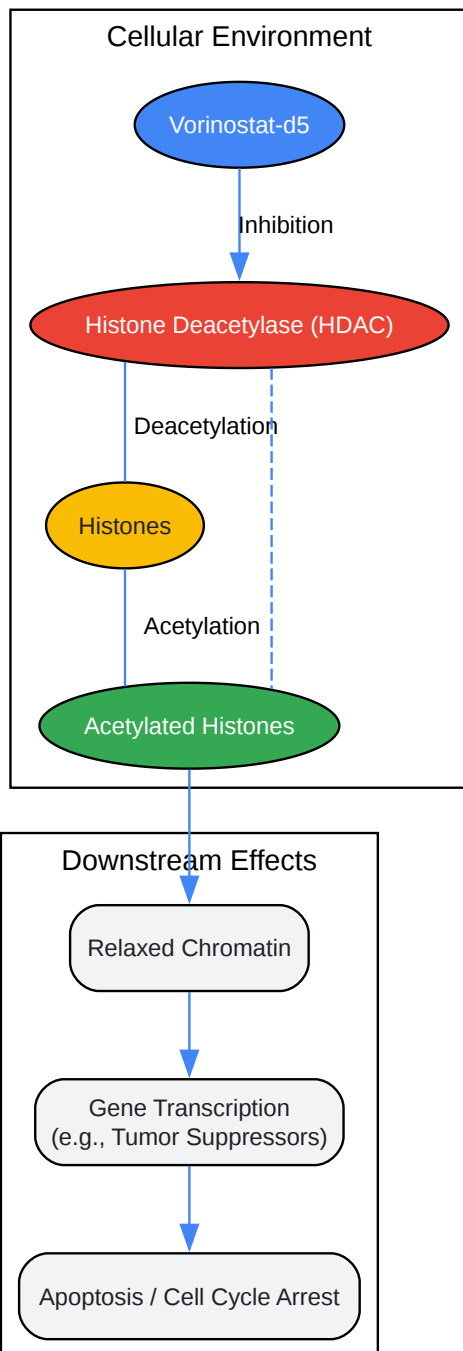 Cellular Environment
Vorinostat-d5
Inhibition
Histone Deacetylase (HDAC)
Deacetylation
Histones
Acetylation
Acetylated Histones
Downstream Effects
Relaxed Chromatin
Gene Transcription
(e.g., Tumor Suppressors)
Apoptosis / Cell Cycle Arrest